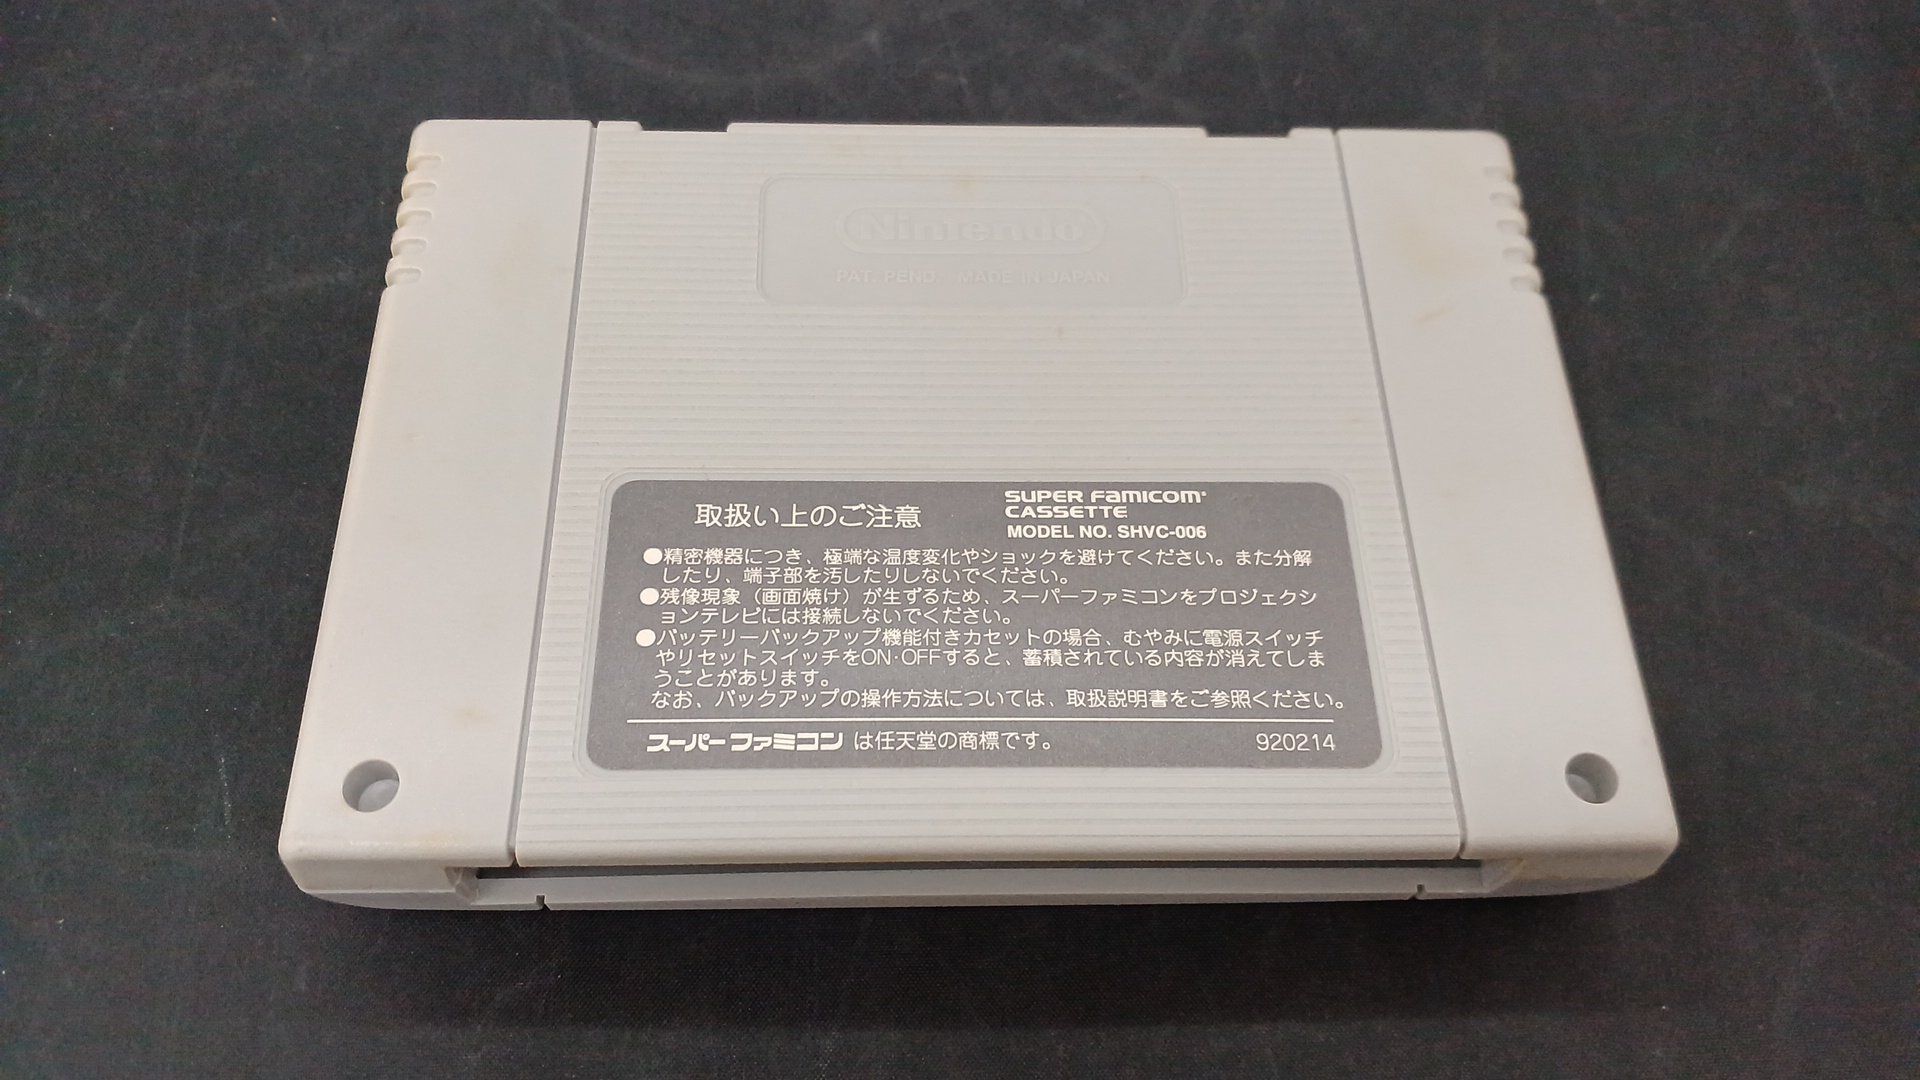 Nintendo
PAT. PEND. MADE IN JAPAN
取扱い上のご注意
SUPER FAMICOM
CASSETTE
MODEL NO. SHVC-006
●精密機器につき、極端な温度変化やショックを避けてください。また分解
したり、端子部を汚したりしないでください。
●残像現象（画面焼け）が生ずるため、スーパーファミコンをプロジェクシ
ョンテレビには接続しないでください。
●バッテリーバックアップ機能付きカセットの場合、むやみに電源スイッチ
やリセットスイッチをON·OFFすると、蓄積されている内容が消えてしま
うことがあります。
なお、バックアップの操作方法については、取扱説明書をご参照ください。
スーパーファミコン は任天堂の商標です。
920214